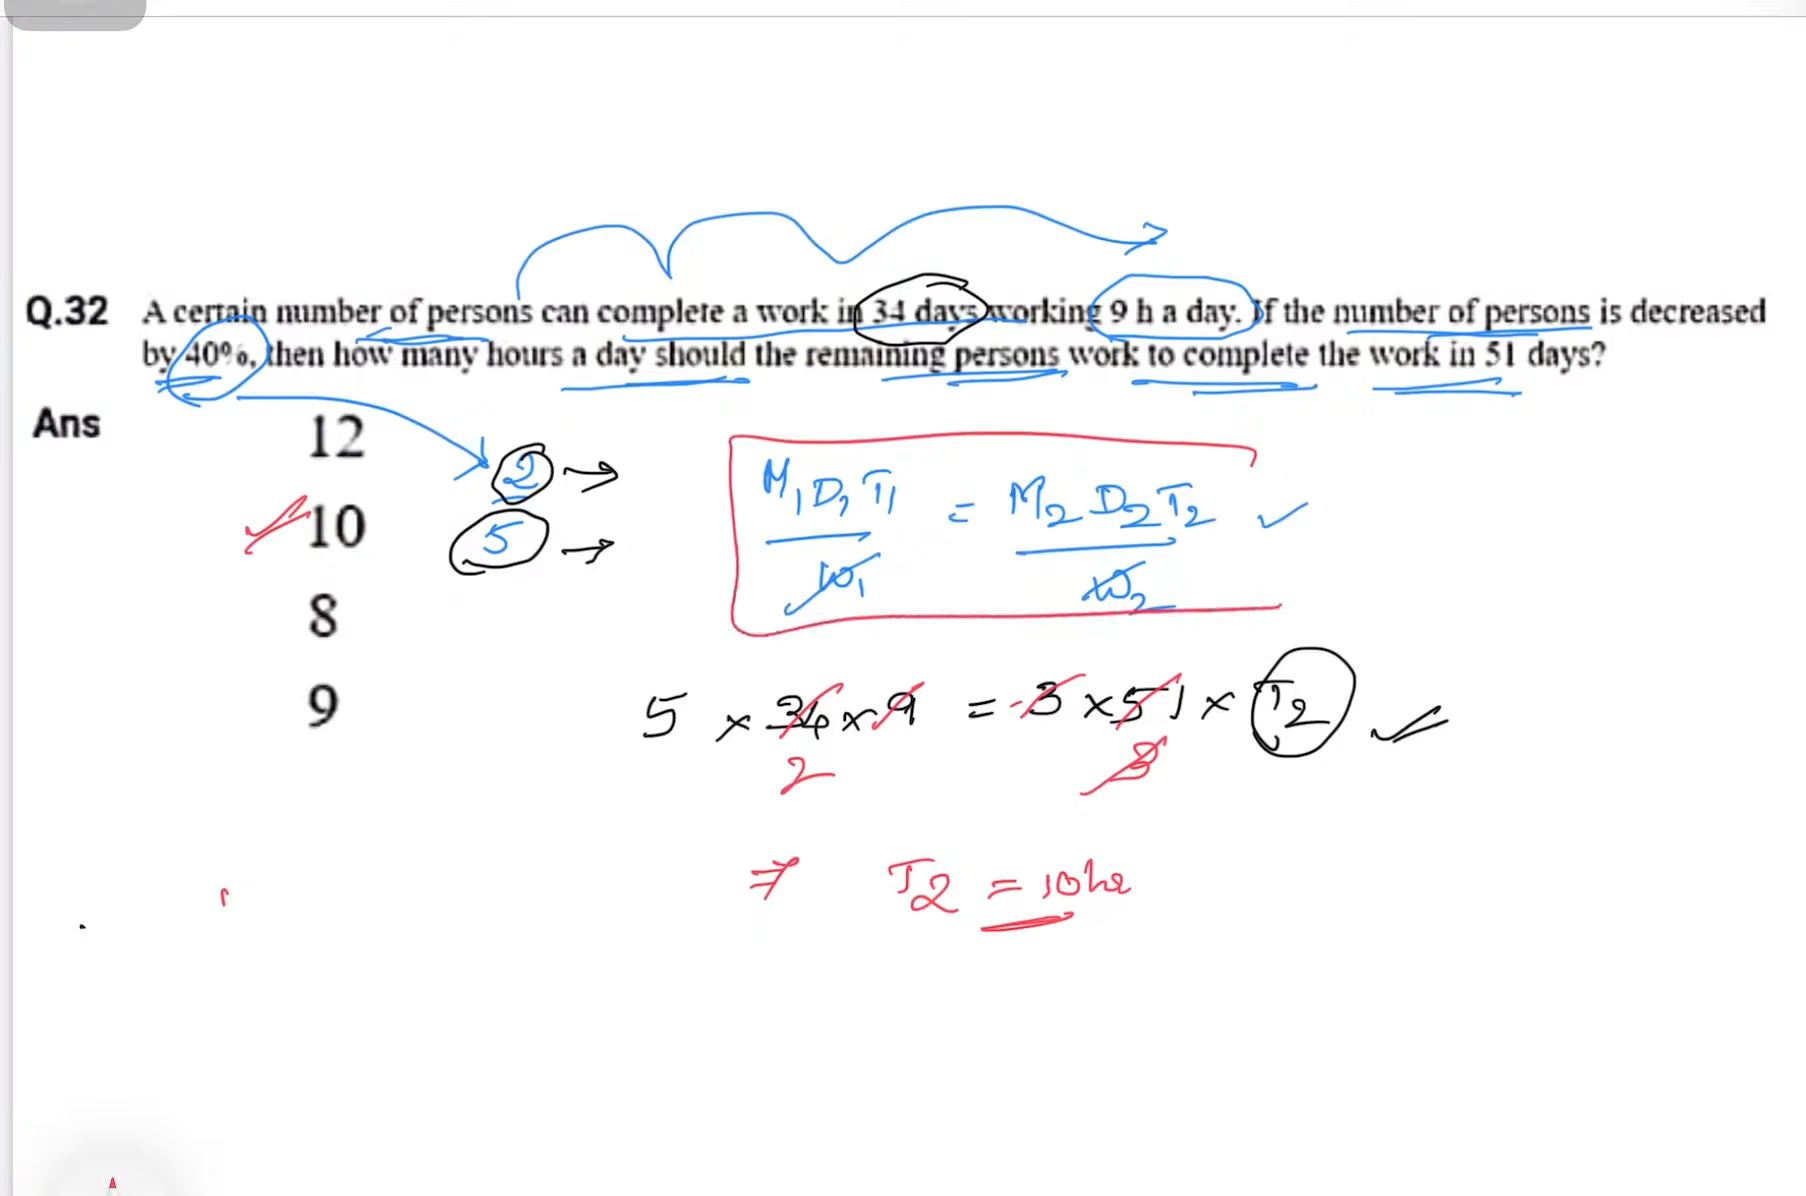 Q.32 A certain number of persons can complete a work in 34 days working 9 h a day. If the number of persons is decreased
by 40%, then how many hours a day should the remaining persons work to complete the work in 51 days?
Ans
12
10
8
9
2 →
5 →
M1D1T1 / W1 = M2D2T2 / W2
5 × 34 × 9 = 3 × 51 × T2
2 3
⇒ T2 = 10hr